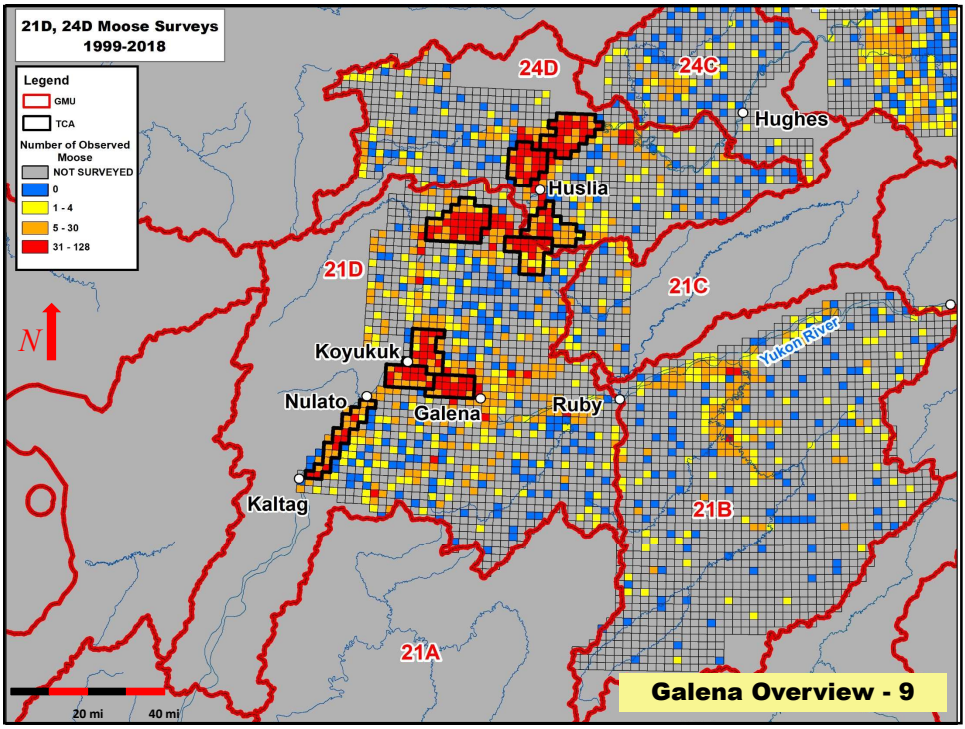 21D, 24D Moose Surveys
1999-2018
Legend
GMU
TCA
Number of Observed
Moose
NOT SURVEYED
0
1 - 4
5 - 30
31 - 128
N
24D
24C
Hughes
Huslia
21D
21C
Yukon River
Koyukuk
Nulato
Galena
Ruby
Kaltag
21B
21A
20 mi
40 mi
Galena Overview - 9